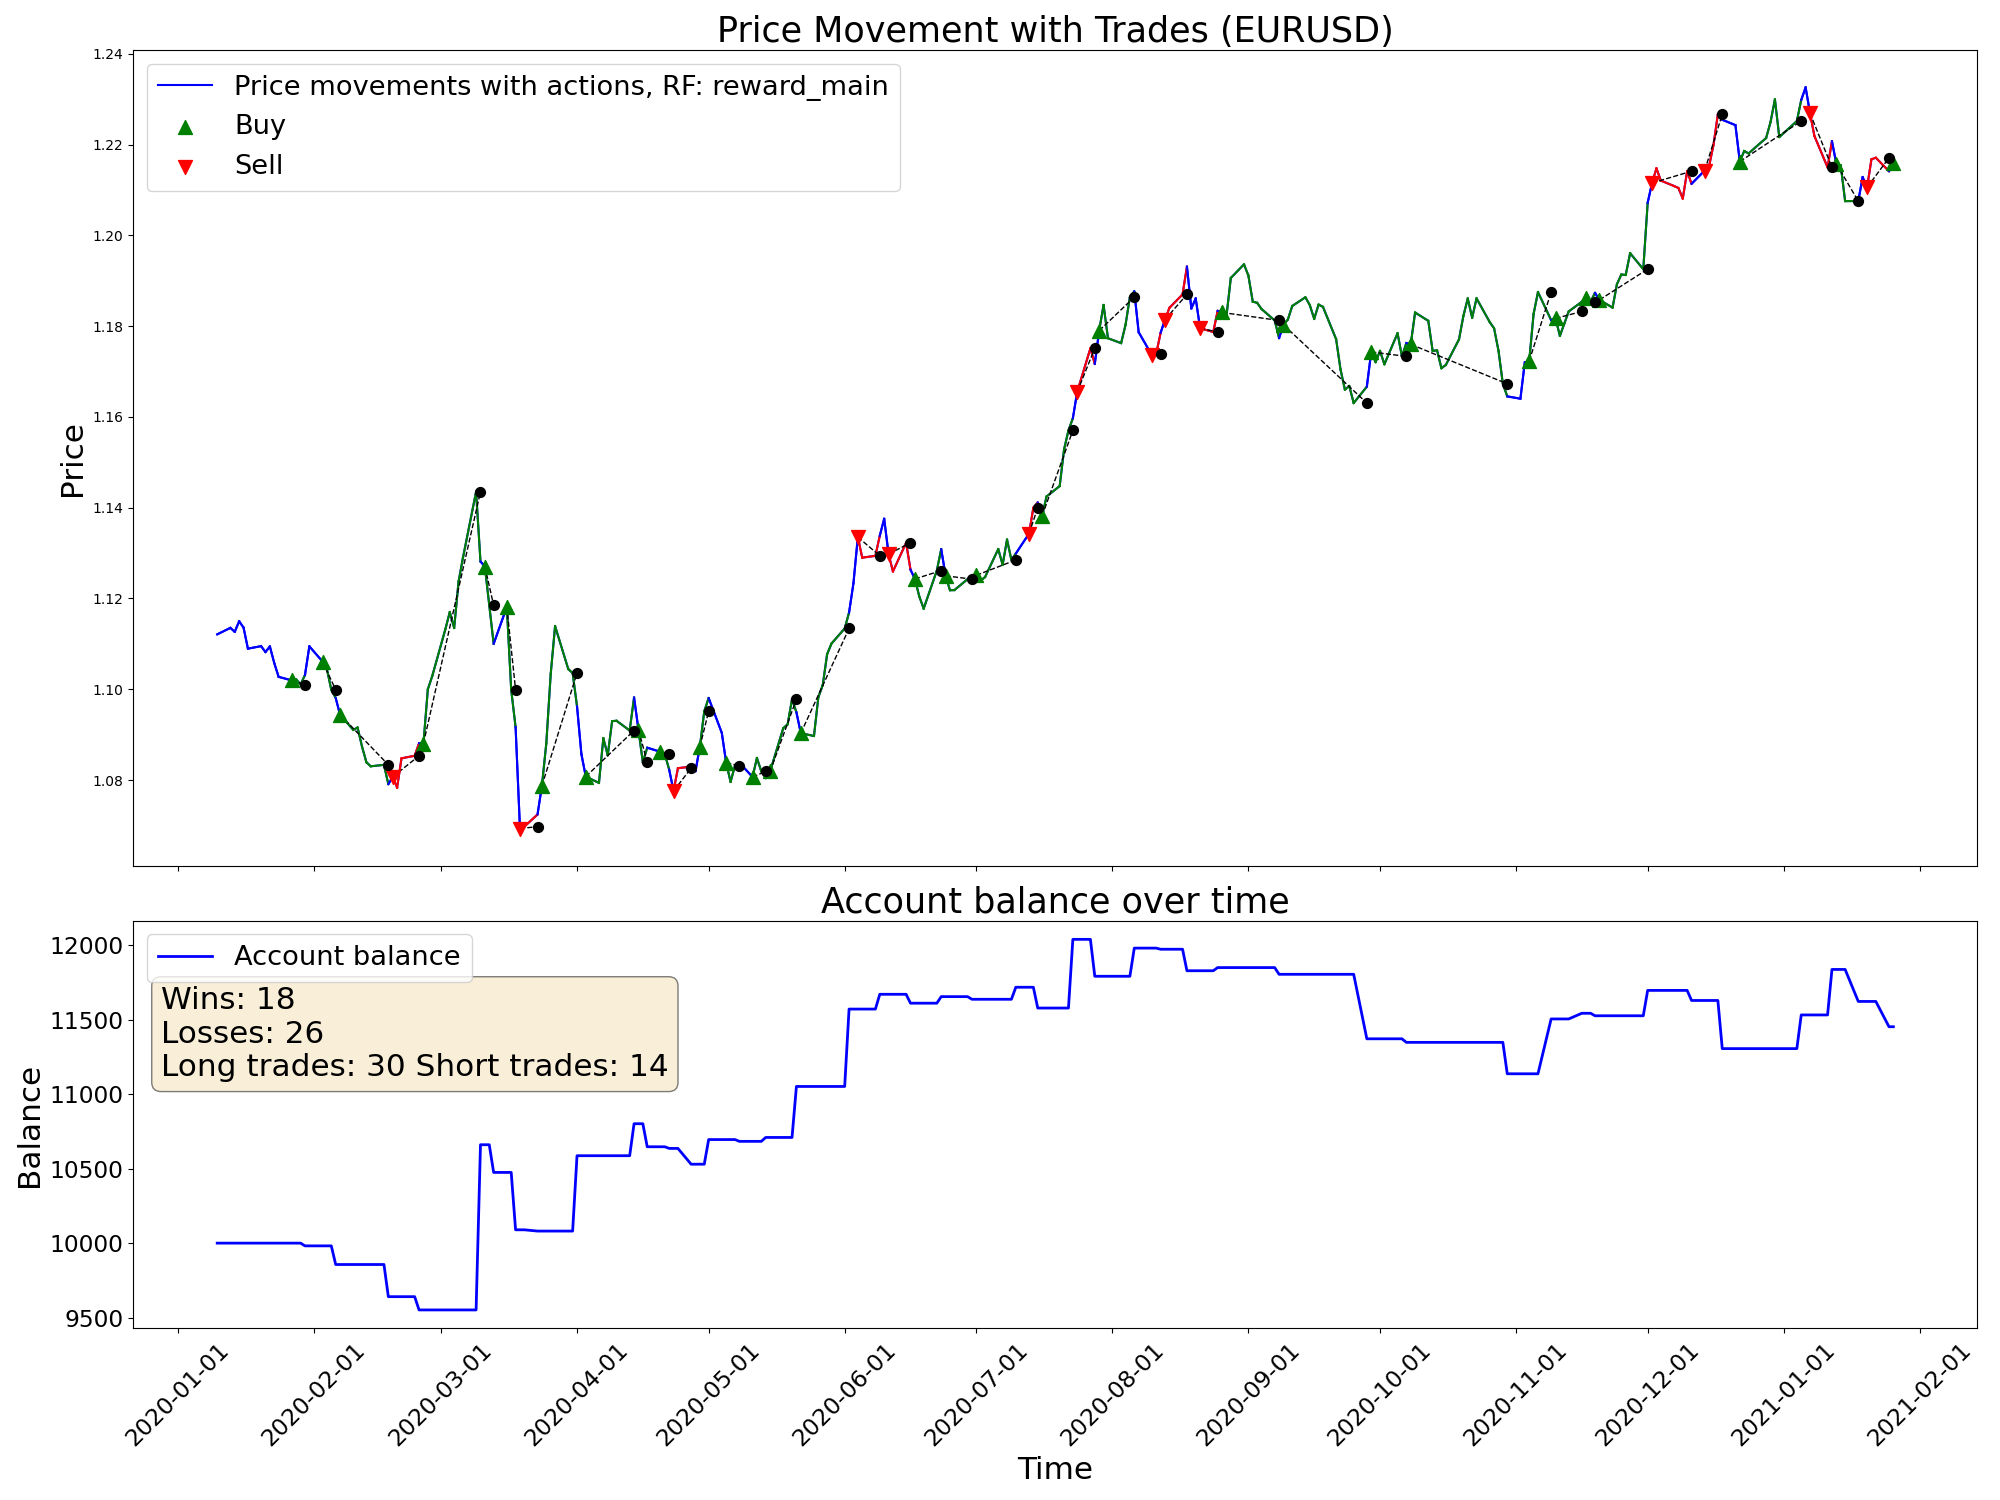 Price Movement with Trades (EURUSD)
Price movements with actions, RF: reward_main
Buy
Sell
Price
1.24
1.22
1.20
1.18
1.16
1.14
1.12
1.10
1.08
Account balance over time
Account balance
Wins: 18
Losses: 26
Long trades: 30 Short trades: 14
Balance
12000
11500
11000
10500
10000
9500
2020-01-01
2020-02-01
2020-03-01
2020-04-01
2020-05-01
2020-06-01
2020-07-01
2020-08-01
2020-09-01
2020-10-01
2020-11-01
2020-12-01
2021-01-01
2021-02-01
Time